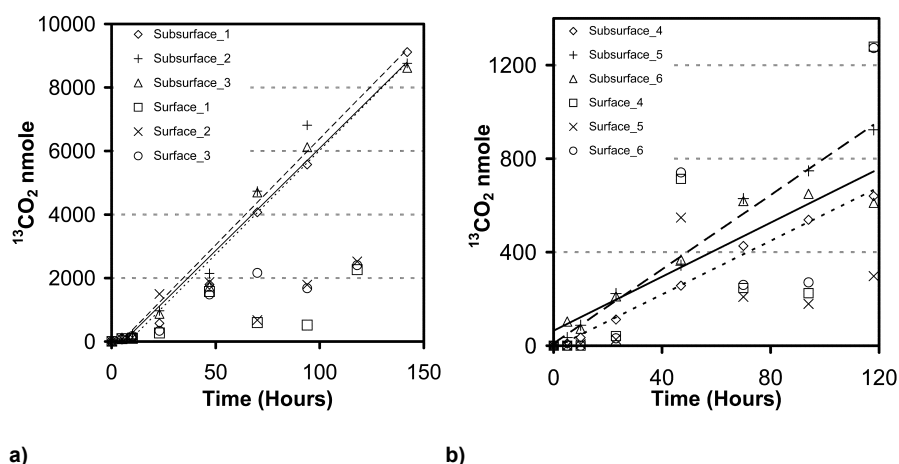 10000
8000
6000
4000
2000
0
¹³CO₂ nmole
Subsurface_1
Subsurface_2
Subsurface_3
Surface_1
Surface_2
Surface_3
0 50 100 150
Time (Hours)
a)
1200
800
400
0
¹³CO₂ nmole
Subsurface_4
Subsurface_5
Subsurface_6
Surface_4
Surface_5
Surface_6
0 40 80 120
Time (Hours)
b)